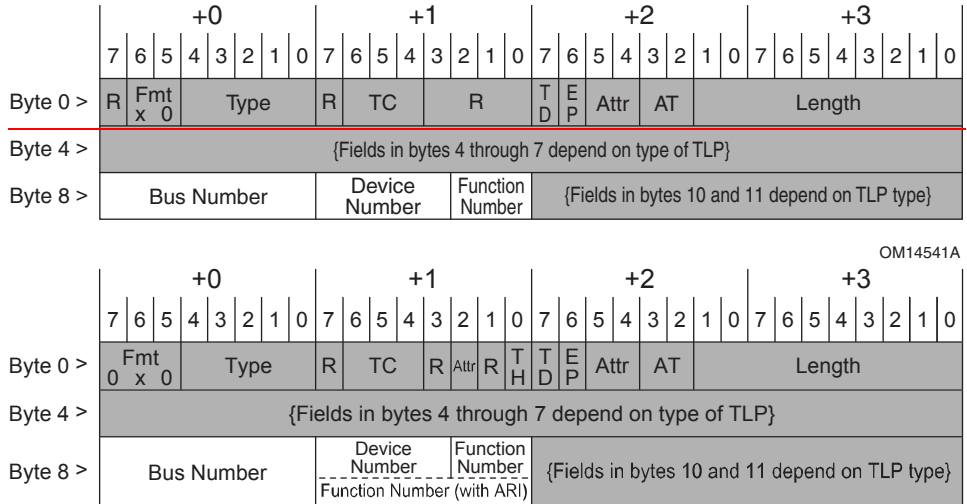 +0 +1 +2 +3
7 6 5 4 3 2 1 0 7 6 5 4 3 2 1 0 7 6 5 4 3 2 1 0 7 6 5 4 3 2 1 0
Byte 0 > R Fmt x 0 Type R TC R TD EP Attr AT Length
Byte 4 > {Fields in bytes 4 through 7 depend on type of TLP}
Byte 8 > Bus Number Device Number Function Number {Fields in bytes 10 and 11 depend on TLP type}
OM14541A
+0 +1 +2 +3
7 6 5 4 3 2 1 0 7 6 5 4 3 2 1 0 7 6 5 4 3 2 1 0 7 6 5 4 3 2 1 0
Byte 0 > Fmt 0 x 0 Type R TC R Attr R TH TD EP Attr AT Length
Byte 4 > {Fields in bytes 4 through 7 depend on type of TLP}
Byte 8 > Bus Number Device Number Function Number Function Number (with ARI) {Fields in bytes 10 and 11 depend on TLP type}